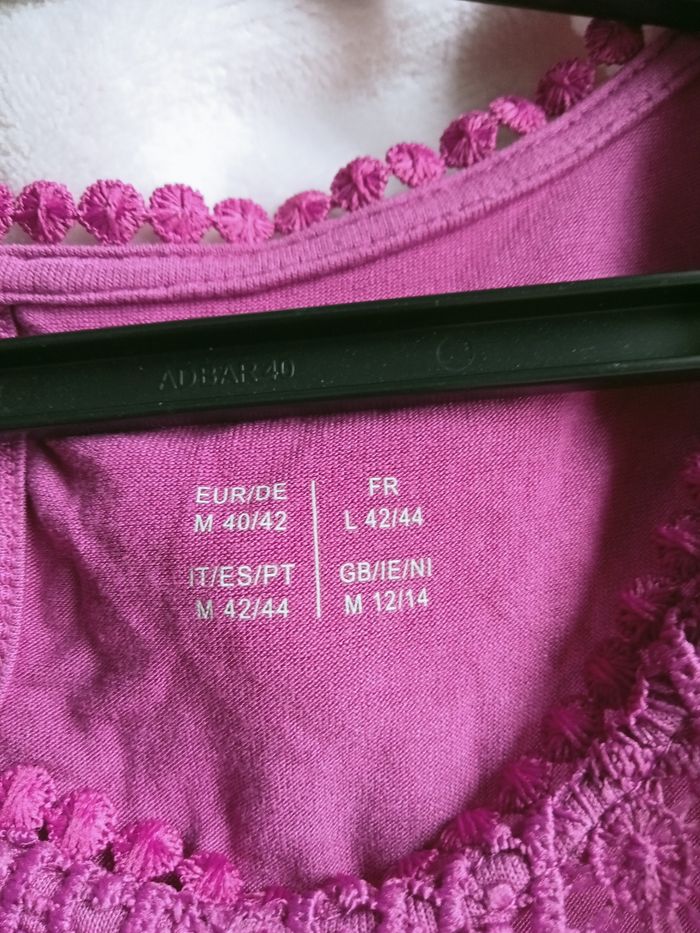 ADBAR 40
EUR/DE
M 40/42
FR
L 42/44
IT/ES/PT
M 42/44
GB/IE/NI
M 12/14